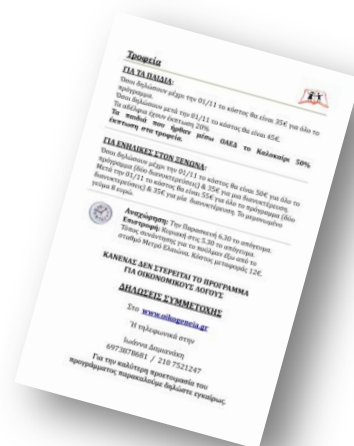 Τροφεία
ΓΙΑ ΤΑ ΠΑΙΔΙΑ:
Όσοι δηλώσουν μέχρι την 01/11 το κόστος θα είναι 35€ για όλο το
πρόγραμμα.
Όσοι δηλώσουν μετά την 01/11 το κόστος θα είναι 45€.
Τα αδέλφια έχουν έκπτωση 20%.
Τα παιδιά που ήρθαν μέσω ΟΑΕΔ το Καλοκαίρι 50%
έκπτωση στα τροφεία.
ΓΙΑ ΕΝΗΛΙΚΕΣ ΣΤΟΝ ΞΕΝΩΝΑ:
Όσοι δηλώσουν μέχρι την 01/11 το κόστος θα είναι 50€ για όλο το
πρόγραμμα (δύο διανυκτερεύσεις) & 35€ για μια διανυκτέρευση.
Μετά την 01/11 το κόστος θα είναι 55€ για όλο το πρόγραμμα (δύο
διανυκτερεύσεις) & 35€ για μία διανυκτέρευση. Το μεμονωμένο
γεύμα 8 ευρώ.
Αναχώρηση: Την Παρασκευή 6.30 το απόγευμα.
Επιστροφή: Κυριακή στις 5.30 το απόγευμα.
Τόπος συνάντησης για το πούλμαν έξω από το
σταθμό Μετρό Ελαιώνα. Κόστος μεταφοράς 12€.
ΚΑΝΕΝΑΣ ΔΕΝ ΣΤΕΡΕΙΤΑΙ ΤΟ ΠΡΟΓΡΑΜΜΑ
ΓΙΑ ΟΙΚΟΝΟΜΙΚΟΥΣ ΛΟΓΟΥΣ
ΔΗΛΩΣΕΙΣ ΣΥΜΜΕΤΟΧΗΣ
Στο www.oikogeneia.gr
Ή τηλεφωνικά στην
Ιωάννα Δαμιανάκη
6973878681 / 210 7521247
Για την καλύτερη προετοιμασία του
προγράμματος παρακαλούμε δηλώστε εγκαίρως.